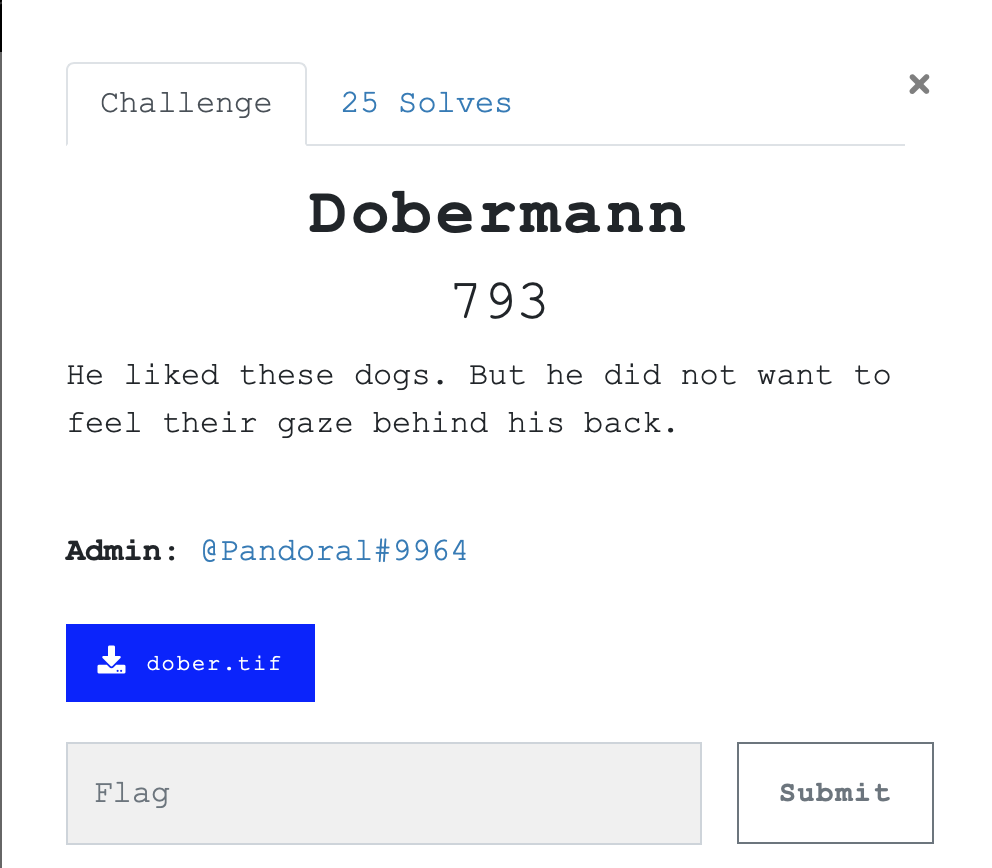 Challenge
25 Solves
×
Dobermann
793
He liked these dogs. But he did not want to
feel their gaze behind his back.
Admin: @Pandoral#9964
dober.tif
Flag
Submit